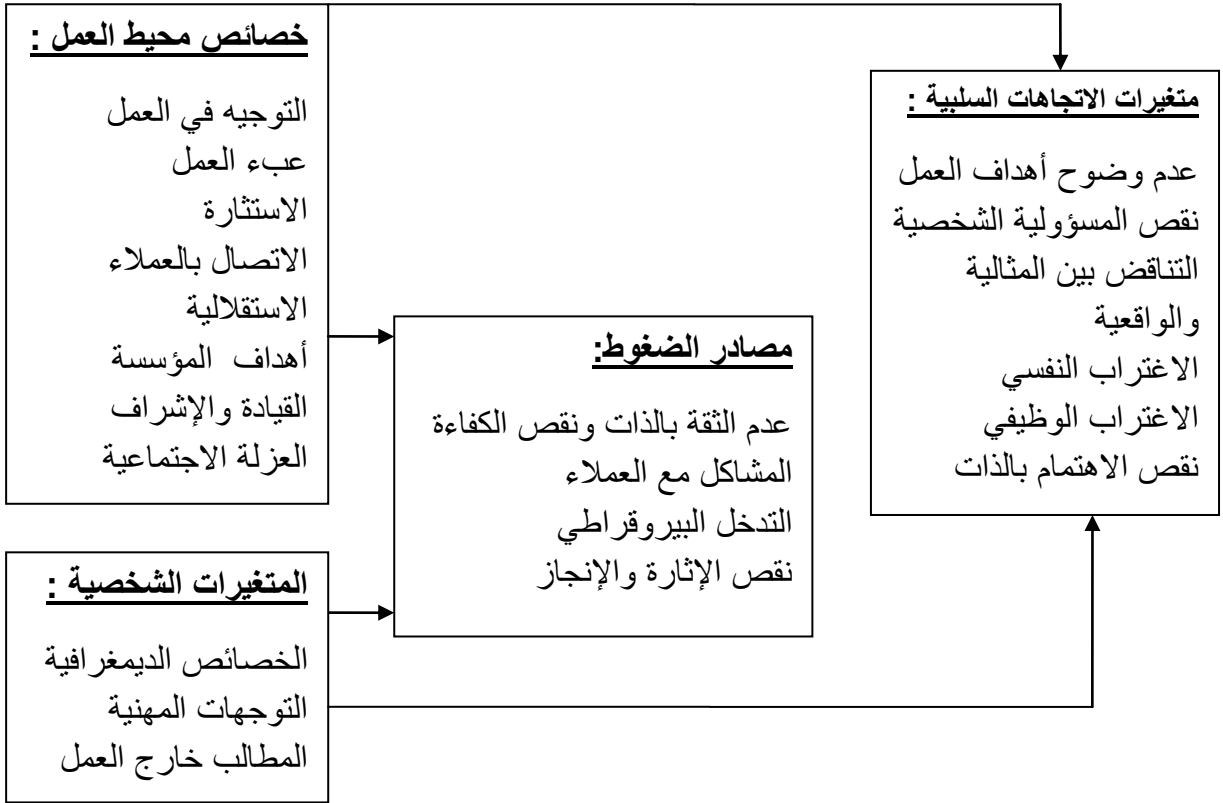 خصائص محيط العمل :
التوجيه في العمل
عبء العمل
الاستثارة
الاتصال بالعملاء
الاستقلالية
أهداف المؤسسة
القيادة والإشراف
العزلة الاجتماعية
متغيرات الاتجاهات السلبية :
عدم وضوح أهداف العمل
نقص المسؤولية الشخصية
التناقض بين المثالية
والواقعية
الاغتراب النفسي
الاغتراب الوظيفي
نقص الاهتمام بالذات
مصادر الضغوط:
عدم الثقة بالذات ونقص الكفاءة
المشاكل مع العملاء
التدخل البيروقراطي
نقص الإثارة والإنجاز
المتغيرات الشخصية :
الخصائص الديمغرافية
التوجهات المهنية
المطالب خارج العمل